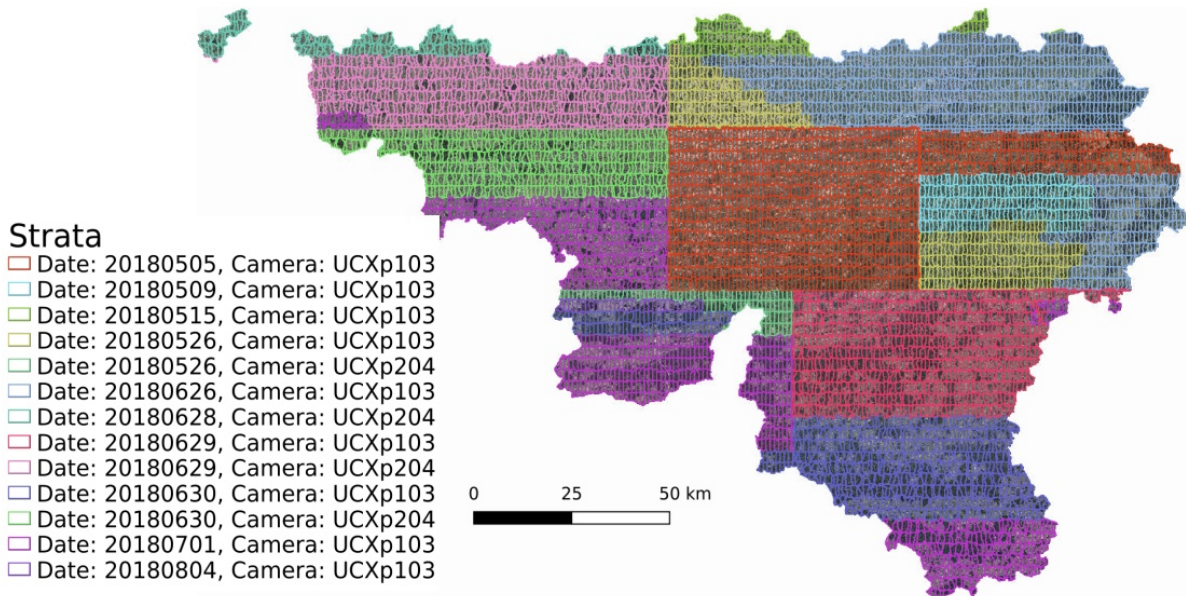 Strata
Date: 20180505, Camera: UCXp103
Date: 20180509, Camera: UCXp103
Date: 20180515, Camera: UCXp103
Date: 20180526, Camera: UCXp103
Date: 20180526, Camera: UCXp204
Date: 20180626, Camera: UCXp103
Date: 20180628, Camera: UCXp204
Date: 20180629, Camera: UCXp103
Date: 20180629, Camera: UCXp204
Date: 20180630, Camera: UCXp103
Date: 20180630, Camera: UCXp204
Date: 20180701, Camera: UCXp103
Date: 20180804, Camera: UCXp103
0 25 50 km